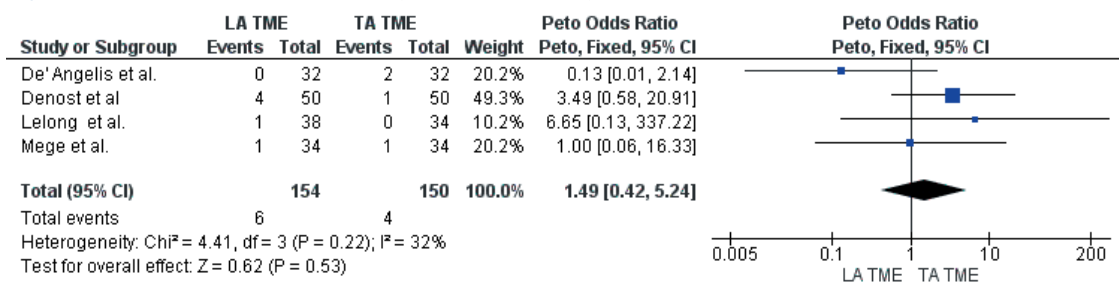 LA TME TA TME Peto Odds Ratio Peto Odds Ratio
Study or Subgroup Events Total Events Total Weight Peto, Fixed, 95% CI Peto, Fixed, 95% CI
De' Angelis et al. 0 32 2 32 20.2% 0.13 [0.01, 2.14]
Denost et al 4 50 1 50 49.3% 3.49 [0.58, 20.91]
Lelong et al. 1 38 0 34 10.2% 6.65 [0.13, 337.22]
Mege et al. 1 34 1 34 20.2% 1.00 [0.06, 16.33]
Total (95% CI) 154 150 100.0% 1.49 [0.42, 5.24]
Total events 6 4
Heterogeneity: Chi² = 4.41, df = 3 (P = 0.22); I² = 32%
Test for overall effect: Z = 0.62 (P = 0.53)
0.005 0.1 1 10 200
LA TME TA TME